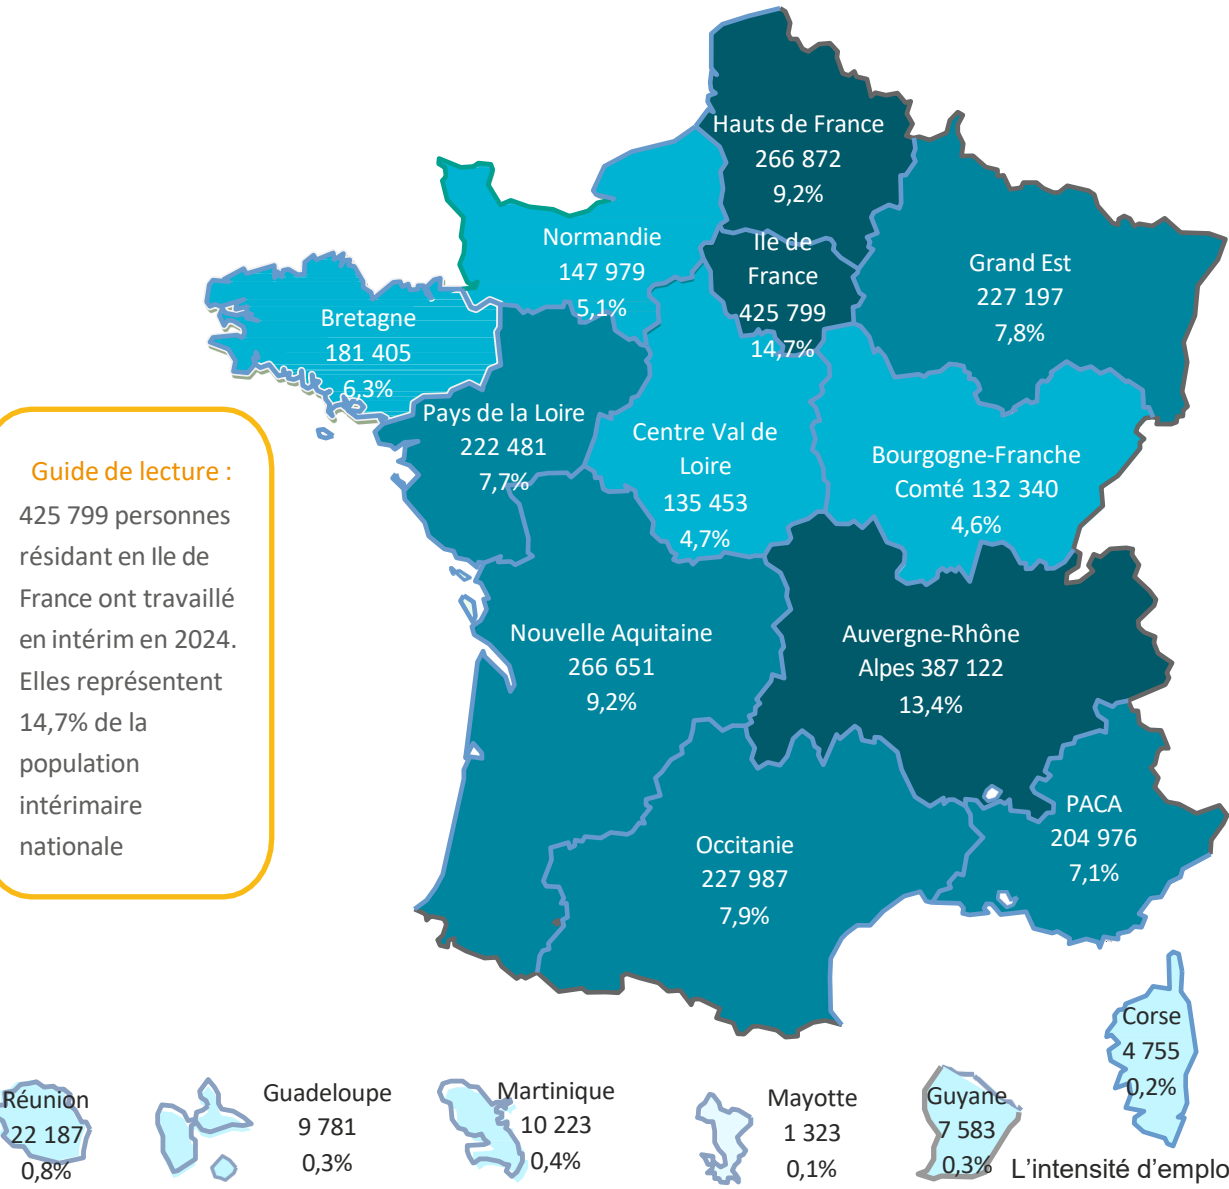 Hauts de France
266 872
9,2%
Ile de
France
425 799
14,7%
Normandie
147 979
5,1%
Grand Est
227 197
7,8%
Bretagne
181 405
6,3%
Pays de la Loire
222 481
7,7%
Centre Val de
Loire
135 453
4,7%
Bourgogne-Franche
Comté 132 340
4,6%
Guide de lecture :
425 799 personnes
résidant en Ile de
France ont travaillé
en intérim en 2024.
Elles représentent
14,7% de la
population
intérimaire
nationale
Nouvelle Aquitaine
266 651
9,2%
Auvergne-Rhône
Alpes 387 122
13,4%
PACA
204 976
7,1%
Occitanie
227 987
7,9%
Corse
4 755
0,2%
Réunion
22 187
0,8%
Guadeloupe
9 781
0,3%
Martinique
10 223
0,4%
Mayotte
1 323
0,1%
Guyane
7 583
0,3%
L'intensité d'emplo